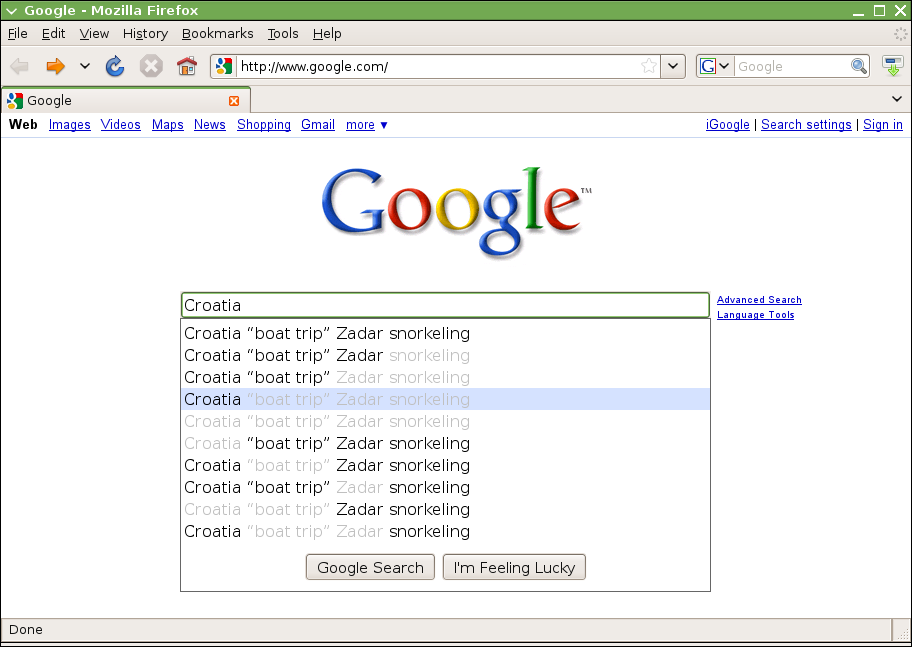 Google - Mozilla Firefox
File Edit View History Bookmarks Tools Help
http://www.google.com/ G Google
Google
Web Images Videos Maps News Shopping Gmail more ▼ iGoogle | Search settings | Sign in
Google™
Croatia Advanced Search
Language Tools
Croatia “boat trip” Zadar snorkeling
Croatia “boat trip” Zadar snorkeling
Croatia “boat trip” Zadar snorkeling
Croatia “boat trip” Zadar snorkeling
Croatia “boat trip” Zadar snorkeling
Croatia “boat trip” Zadar snorkeling
Croatia “boat trip” Zadar snorkeling
Croatia “boat trip” Zadar snorkeling
Croatia “boat trip” Zadar snorkeling
Croatia “boat trip” Zadar snorkeling
Google Search I'm Feeling Lucky
Done